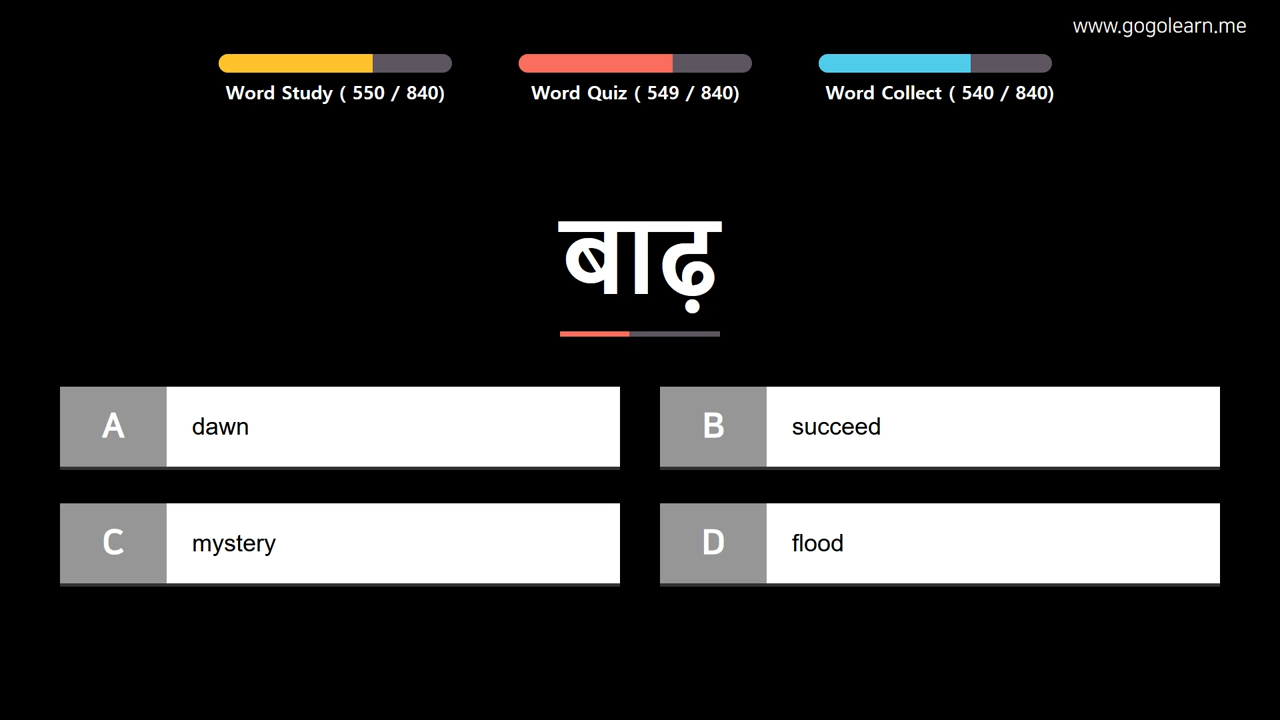 www.gogolearn.me
Word Study ( 550 / 840)
Word Quiz ( 549 / 840)
Word Collect ( 540 / 840)
बाढ़
A dawn
B succeed
C mystery
D flood